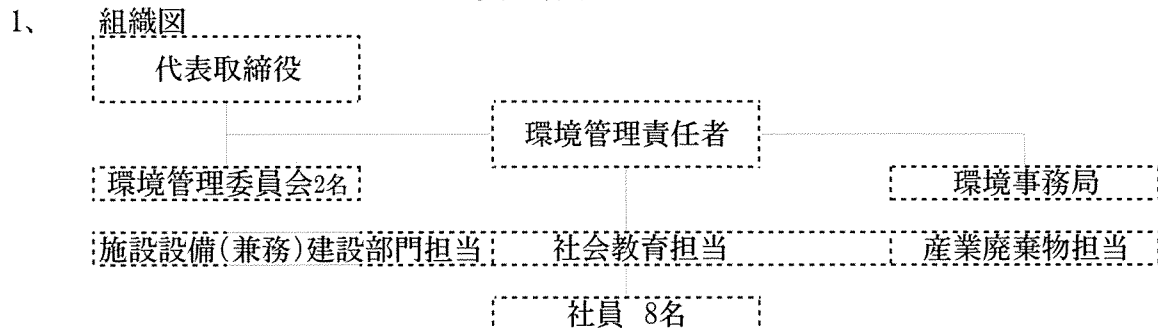 1、 組織図
代表取締役
環境管理責任者
環境管理委員会2名
環境事務局
施設設備(兼務)建設部門担当
社会教育担当
産業廃棄物担当
社員 8名